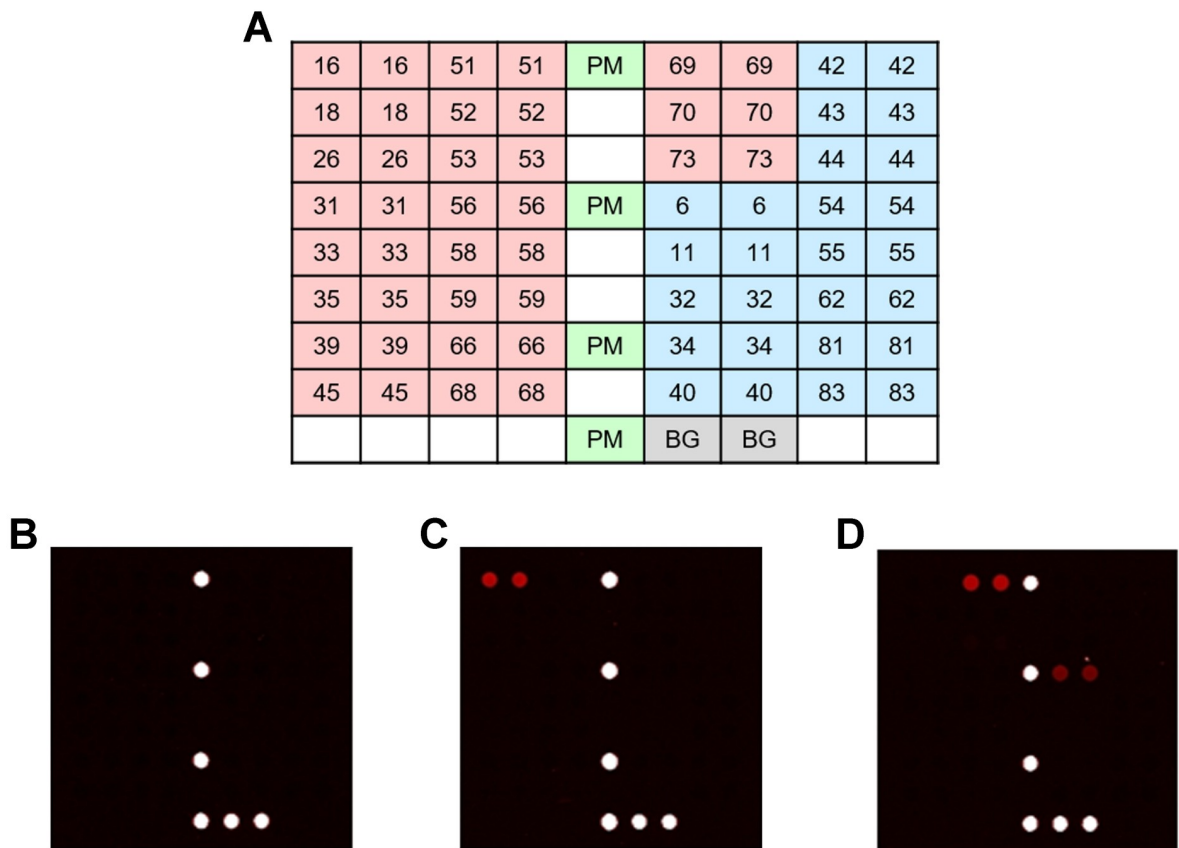 A
16 16 51 51 PM 69 69 42 42
18 18 52 52 70 70 43 43
26 26 53 53 73 73 44 44
31 31 56 56 PM 6 6 54 54
33 33 58 58 11 11 55 55
35 35 59 59 32 32 62 62
39 39 66 66 PM 34 34 81 81
45 45 68 68 40 40 83 83
PM BG BG
B C D